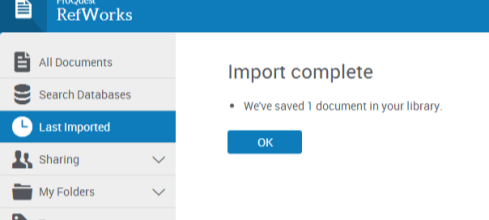 ProQuest
RefWorks
All Documents
Search Databases
Last Imported
Sharing
My Folders
Import complete
We've saved 1 document in your library.
OK